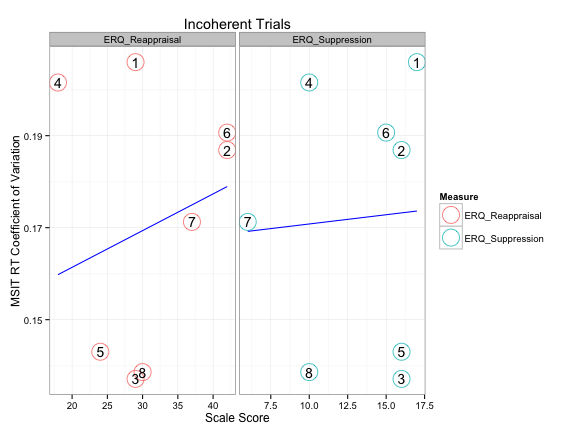 Incoherent Trials
ERQ_Reappraisal
ERQ_Suppression
MSIT RT Coefficient of Variation
0.19
0.17
0.15
1
4
6
2
7
5
3
8
1
4
6
2
7
5
8
3
20 25 30 35 40
7.5 10.0 12.5 15.0 17.5
Scale Score
Measure
ERQ_Reappraisal
ERQ_Suppression